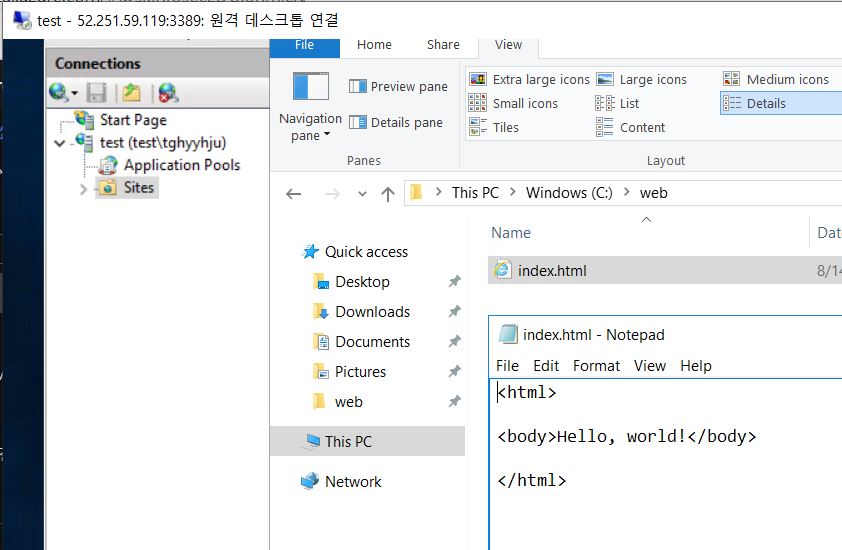 test - 52.251.59.119:3389: 원격 데스크톱 연결
Connections
Start Page
test (test\tghyyhju)
Application Pools
Sites
File Home Share View
Navigation pane
Preview pane
Details pane
Panes
Extra large icons Large icons Medium icons
Small icons List Details
Tiles Content
Layout
This PC Windows (C:) web
Name Dat
Quick access
Desktop
Downloads
Documents
Pictures
web
This PC
Network
index.html 8/14
index.html - Notepad
File Edit Format View Help
<html>
<body>Hello, world!</body>
</html>